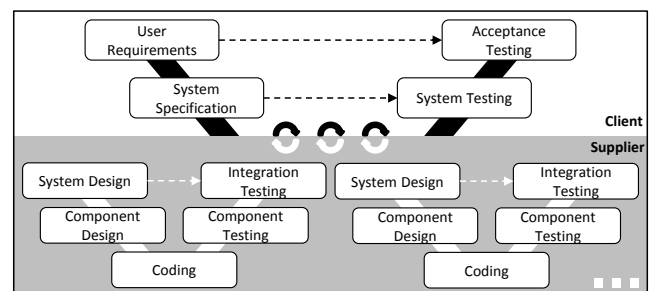 User
Requirements
Acceptance
Testing
System
Specification
System Testing
Client
Supplier
System Design
Integration
Testing
System Design
Integration
Testing
Component
Design
Component
Testing
Component
Design
Component
Testing
Coding
Coding